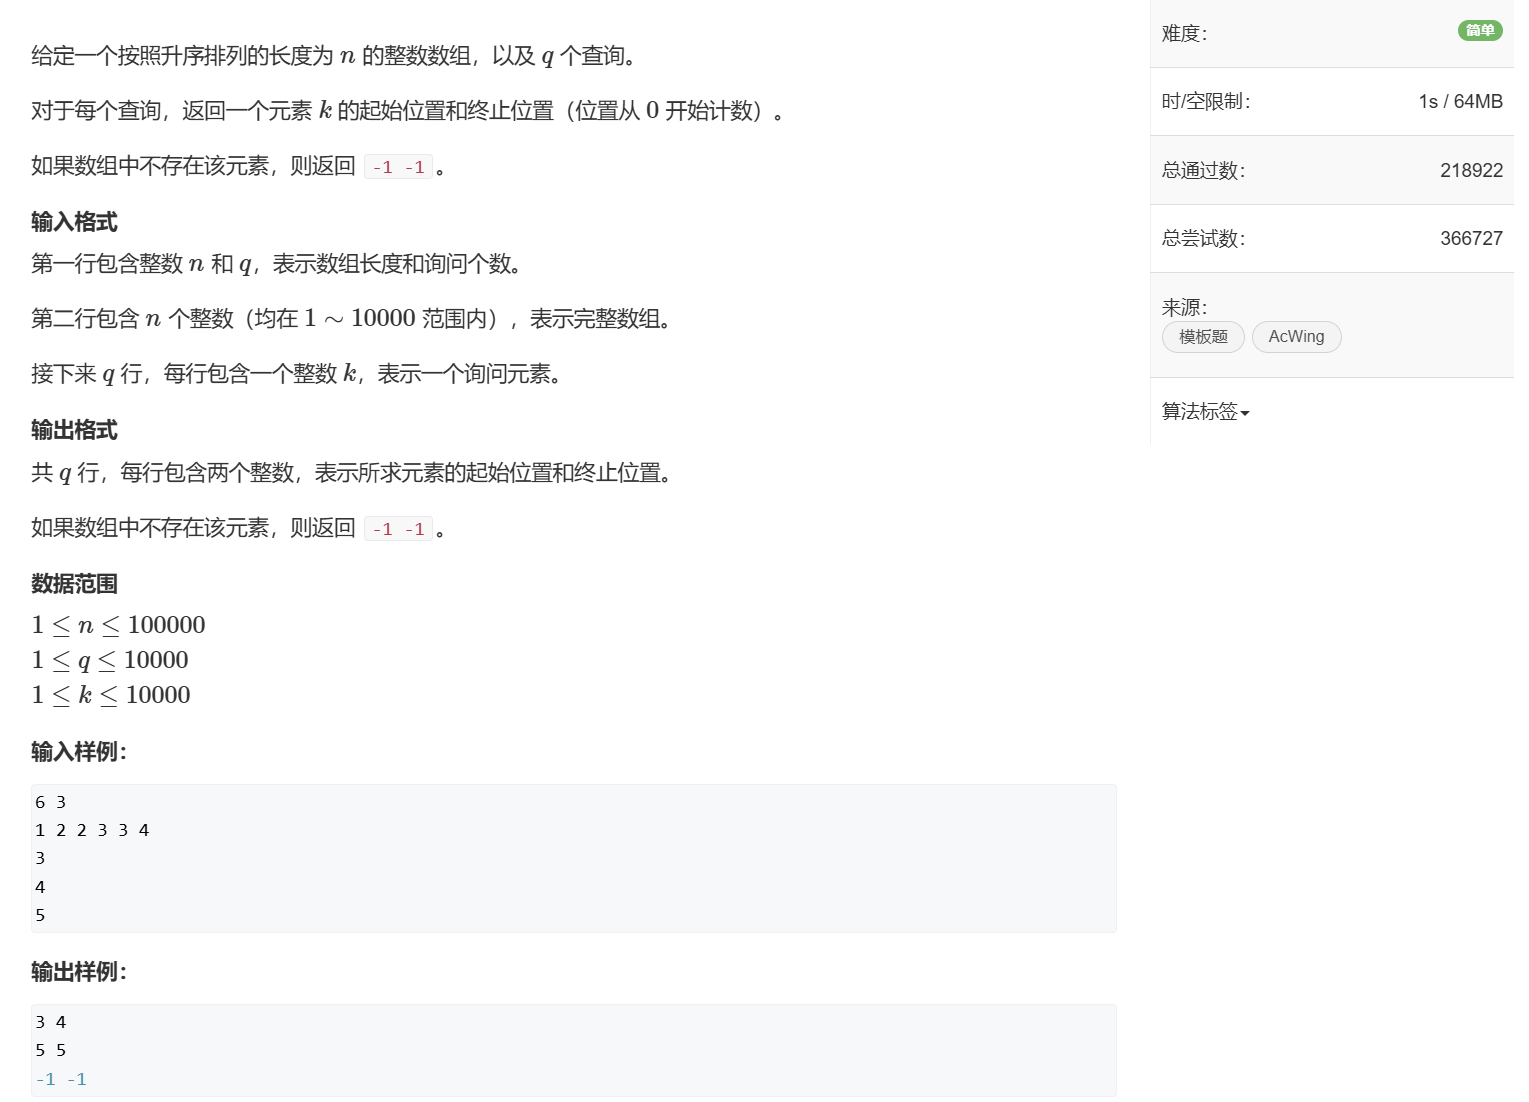 给定一个按照升序排列的长度为 n 的整数数组，以及 q 个查询。
对于每个查询，返回一个元素 k 的起始位置和终止位置（位置从 0 开始计数）。
如果数组中不存在该元素，则返回 -1 -1 。
输入格式
第一行包含整数 n 和 q，表示数组长度和询问个数。
第二行包含 n 个整数（均在 1 ∼ 10000 范围内），表示完整数组。
接下来 q 行，每行包含一个整数 k，表示一个询问元素。
输出格式
共 q 行，每行包含两个整数，表示所求元素的起始位置和终止位置。
如果数组中不存在该元素，则返回 -1 -1 。
数据范围
1 ≤ n ≤ 100000
1 ≤ q ≤ 10000
1 ≤ k ≤ 10000
输入样例：
6 3
1 2 2 3 3 4
3
4
5
输出样例：
3 4
5 5
-1 -1
难度： 简单
时/空限制： 1s / 64MB
总通过数： 218922
总尝试数： 366727
来源：
模板题 AcWing
算法标签